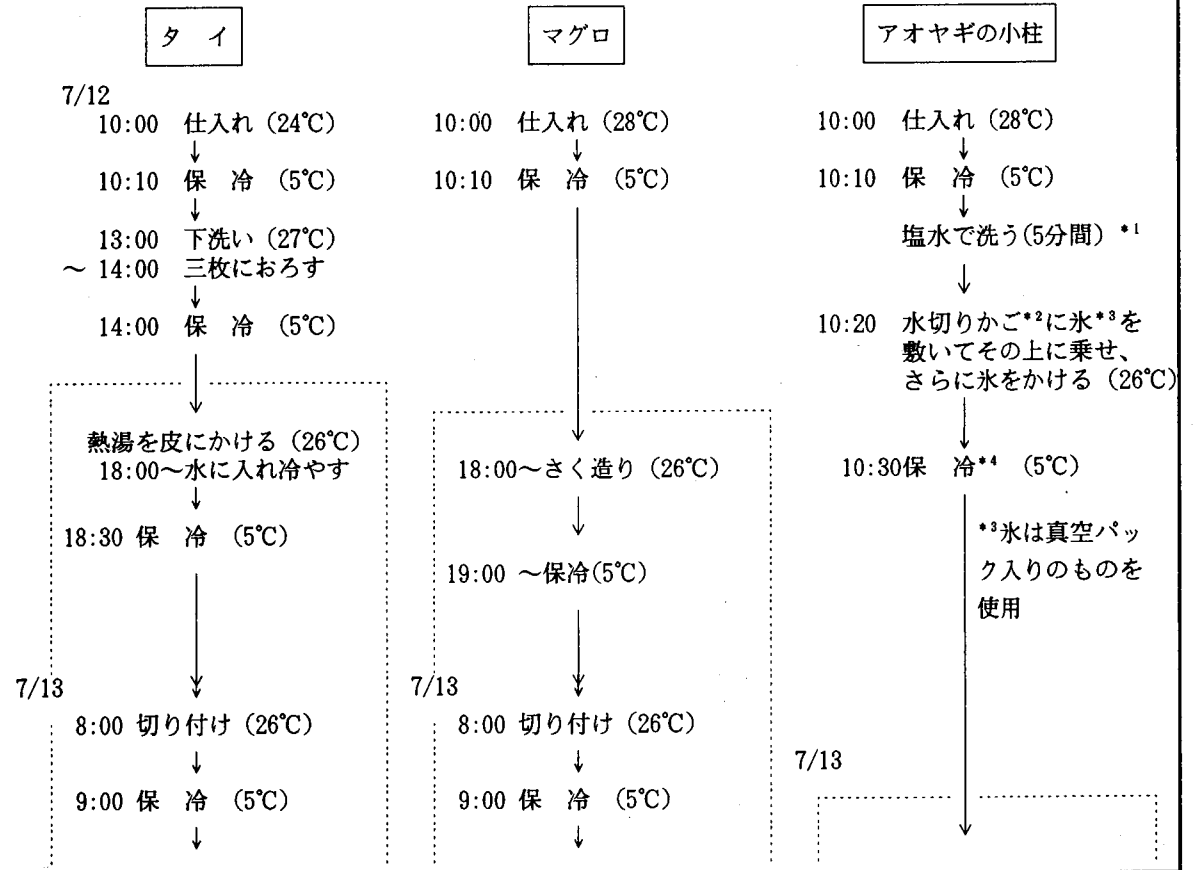 タ イ
7/12
10:00 仕入れ (24℃)
10:10 保 冷 (5℃)
13:00 下洗い (27℃)
～ 14:00 三枚におろす
14:00 保 冷 (5℃)
熱湯を皮にかける (26℃)
18:00～水に入れ冷やす
18:30 保 冷 (5℃)
7/13
8:00 切り付け (26℃)
9:00 保 冷 (5℃)
マグロ
10:00 仕入れ (28℃)
10:10 保 冷 (5℃)
18:00～さく造り (26℃)
19:00 ～保冷(5℃)
7/13
8:00 切り付け (26℃)
9:00 保 冷 (5℃)
アオヤギの小柱
10:00 仕入れ (28℃)
10:10 保 冷 (5℃)
塩水で洗う(5分間) *1
10:20 水切りかご*2に氷*3を
敷いてその上に乗せ、
さらに氷をかける (26℃)
10:30保 冷*4 (5℃)
*3氷は真空パッ
ク入りのものを
使用
7/13